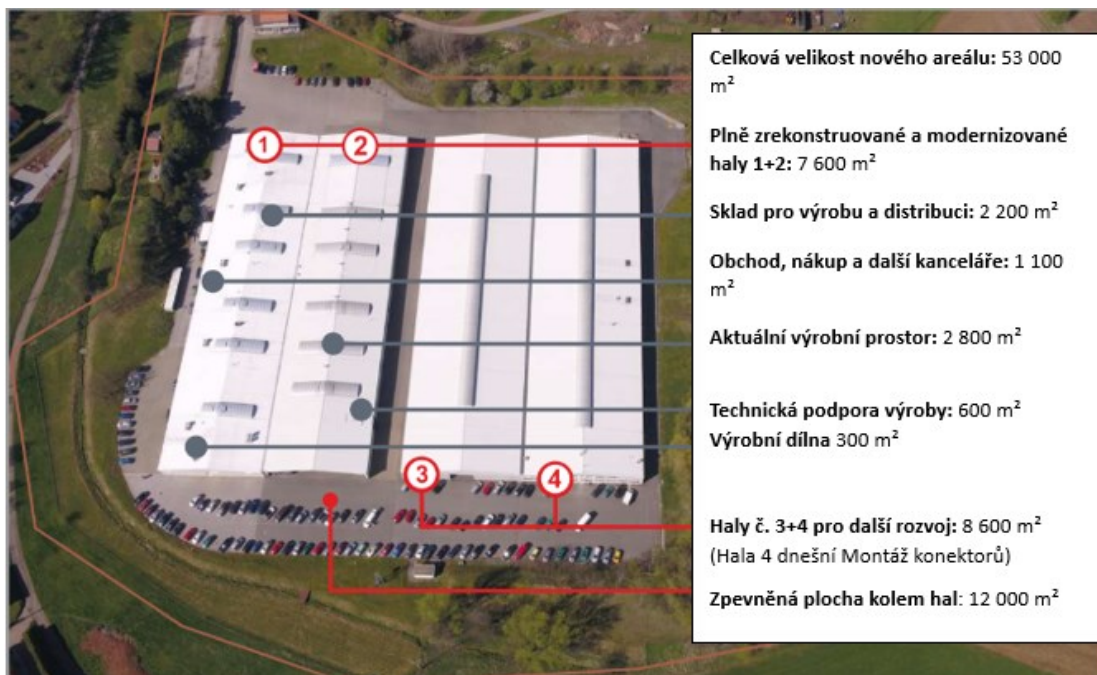 Celková velikost nového areálu: 53 000
m²
Plně zrekonstruované a modernizované
haly 1+2: 7 600 m²
Sklad pro výrobu a distribuci: 2 200 m²
Obchod, nákup a další kanceláře: 1 100
m²
Aktuální výrobní prostor: 2 800 m²
Technická podpora výroby: 600 m²
Výrobní dílna 300 m²
Haly č. 3+4 pro další rozvoj: 8 600 m²
(Hala 4 dnešní Montáž konektorů)
Zpevněná plocha kolem hal: 12 000 m²
1
2
3
4